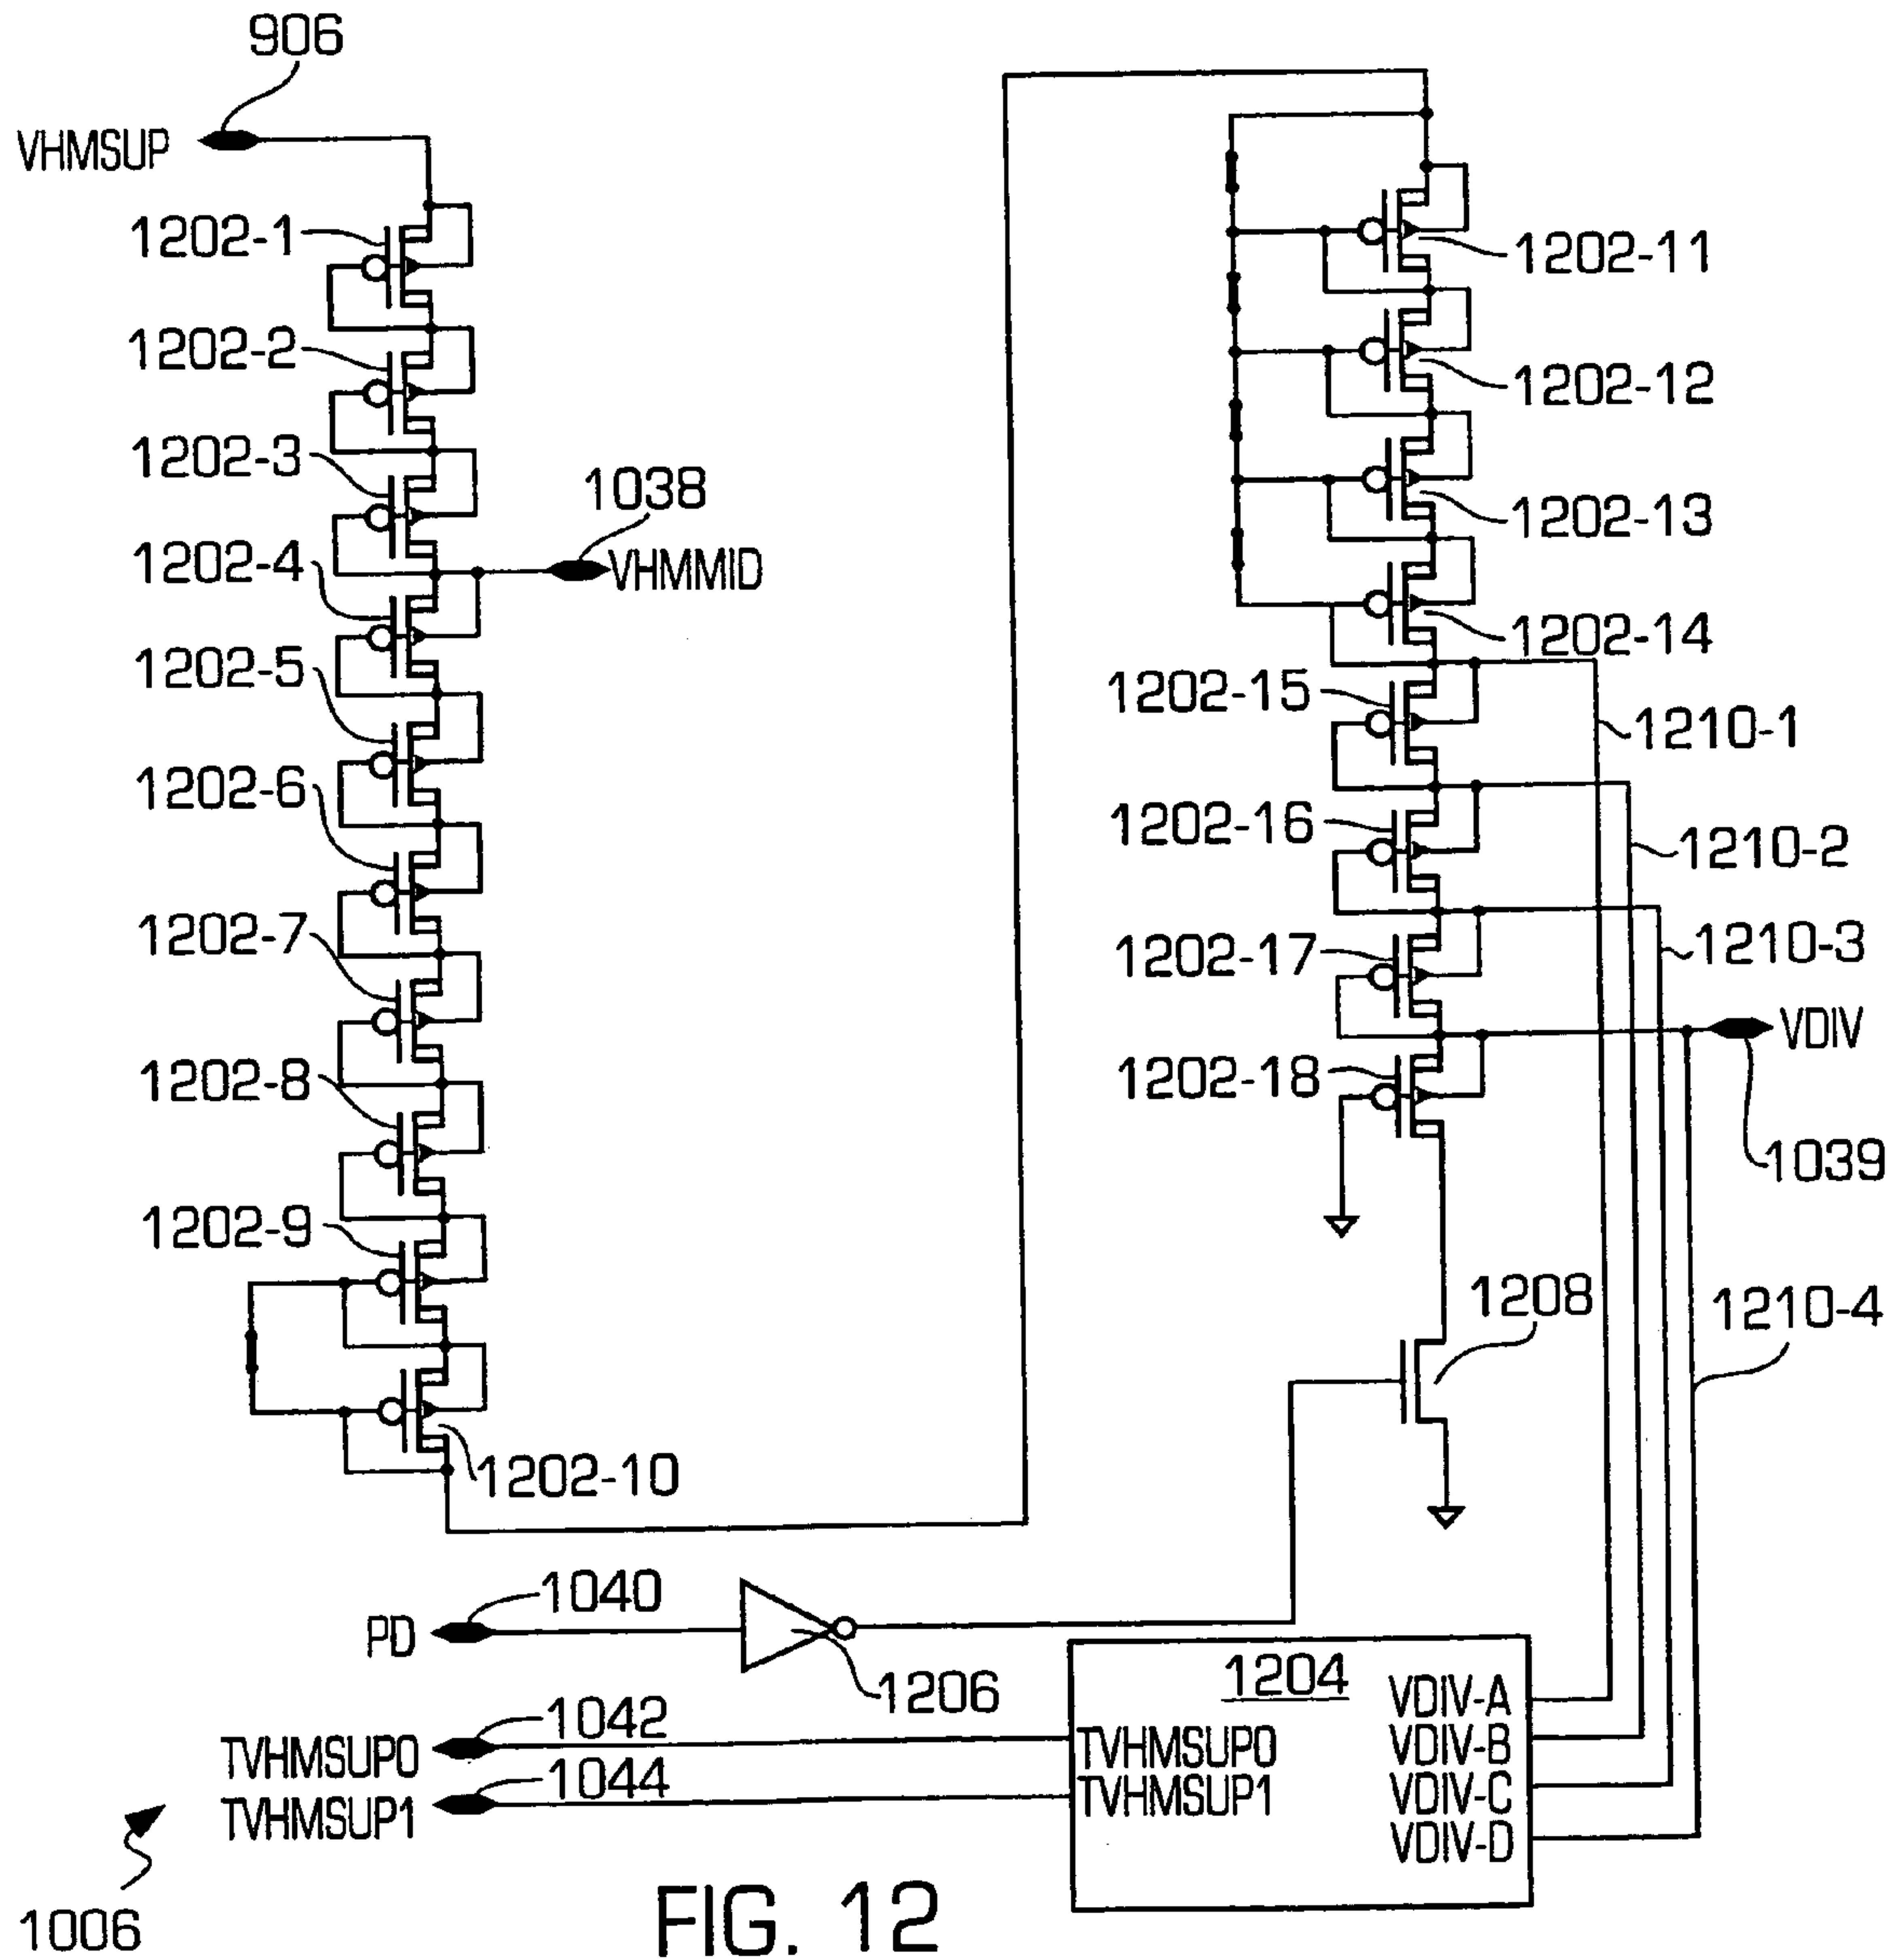 906
VHMSUP
1202-1
1202-2
1202-3
1202-4
1038
VHMMID
1202-5
1202-6
1202-7
1202-8
1202-9
1202-10
1202-11
1202-12
1202-13
1202-14
1202-15
1210-1
1202-16
1210-2
1202-17
1210-3
VDIV
1202-18
1039
1208
1210-4
PD
1040
1206
1204
TVHMSUP0
1042
TVHMSUP1
1044
TVHMSUP0
TVHMSUP1
VDIV-A
VDIV-B
VDIV-C
VDIV-D
1006
FIG. 12